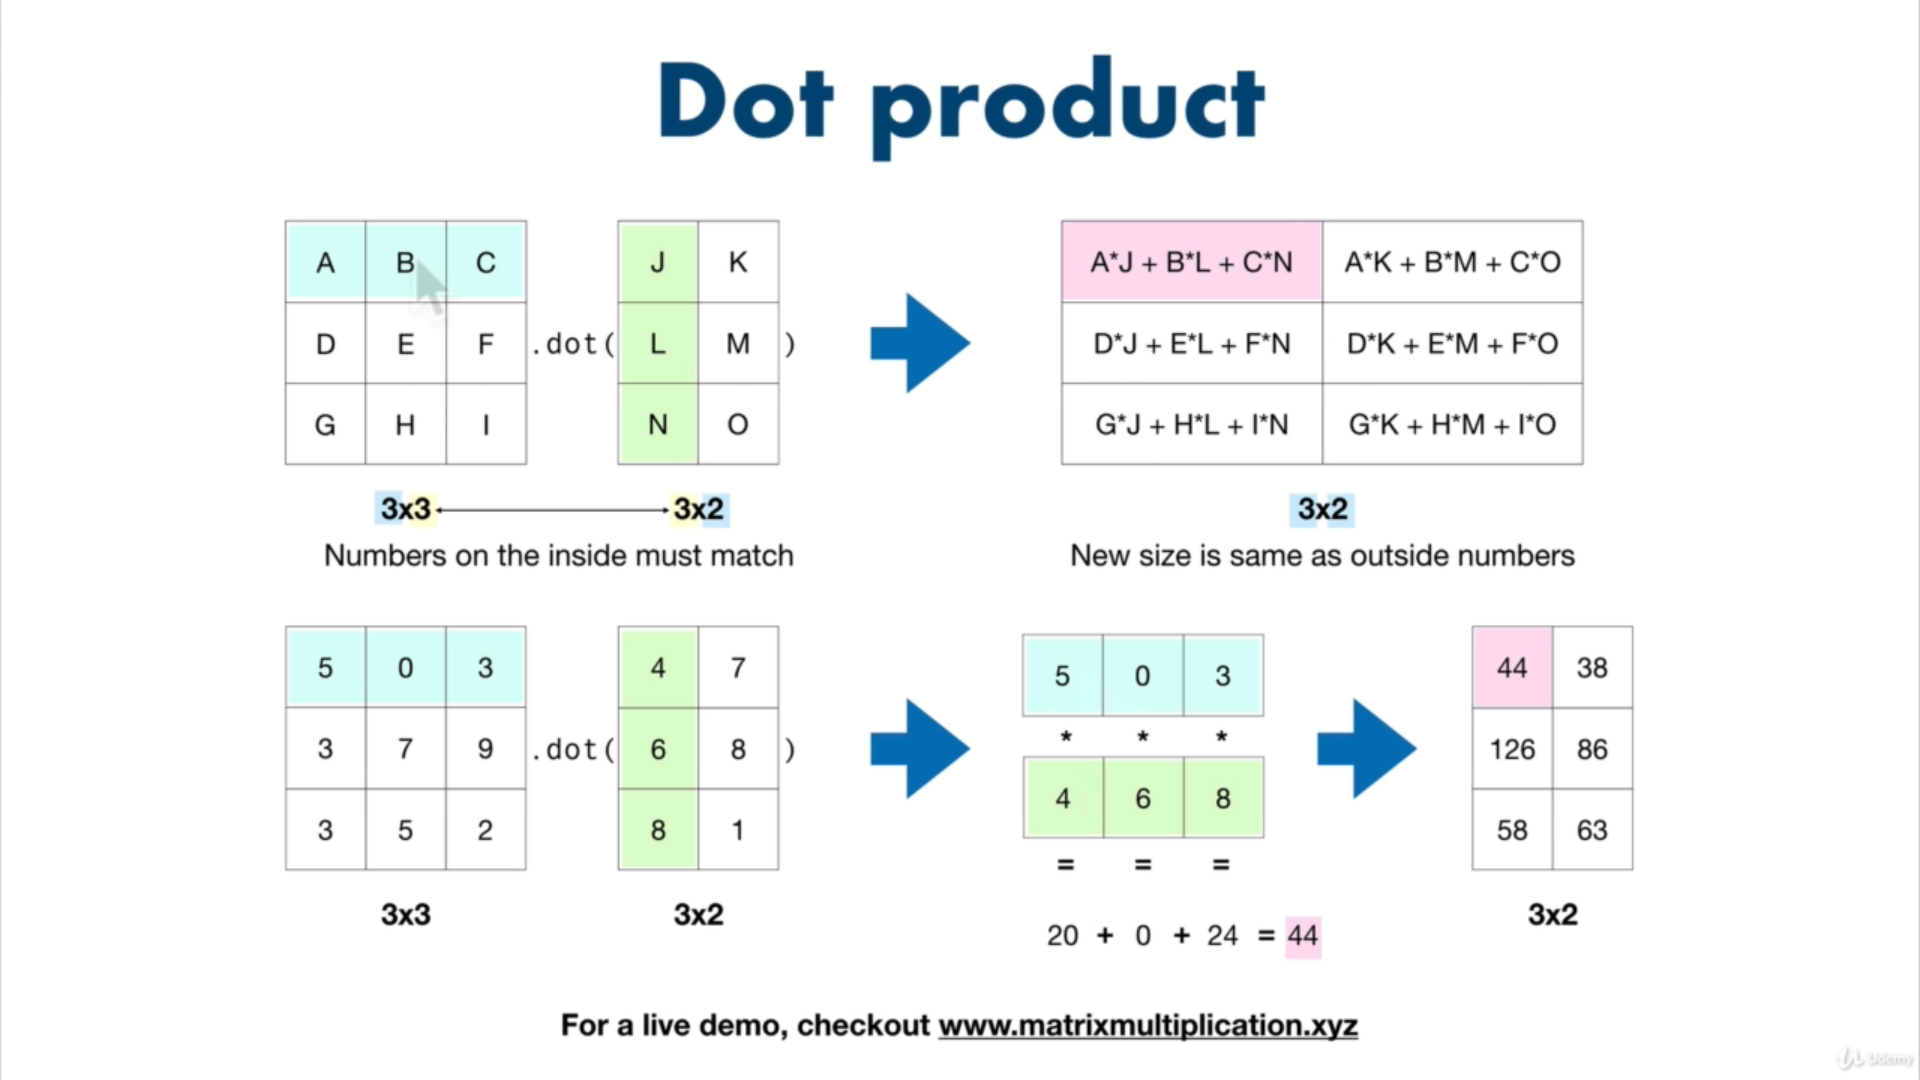 Dot product
A B C
D E F
G H I
.dot(
J K
L M
N O
)
A*J + B*L + C*N A*K + B*M + C*O
D*J + E*L + F*N D*K + E*M + F*O
G*J + H*L + I*N G*K + H*M + I*O
3x3 3x2
3x2
Numbers on the inside must match
New size is same as outside numbers
5 0 3
3 7 9
3 5 2
.dot(
4 7
6 8
8 1
)
5 0 3
* * *
4 6 8
= = =
20 + 0 + 24 = 44
44 38
126 86
58 63
3x3
3x2
3x2
For a live demo, checkout www.matrixmultiplication.xyz
Udemy